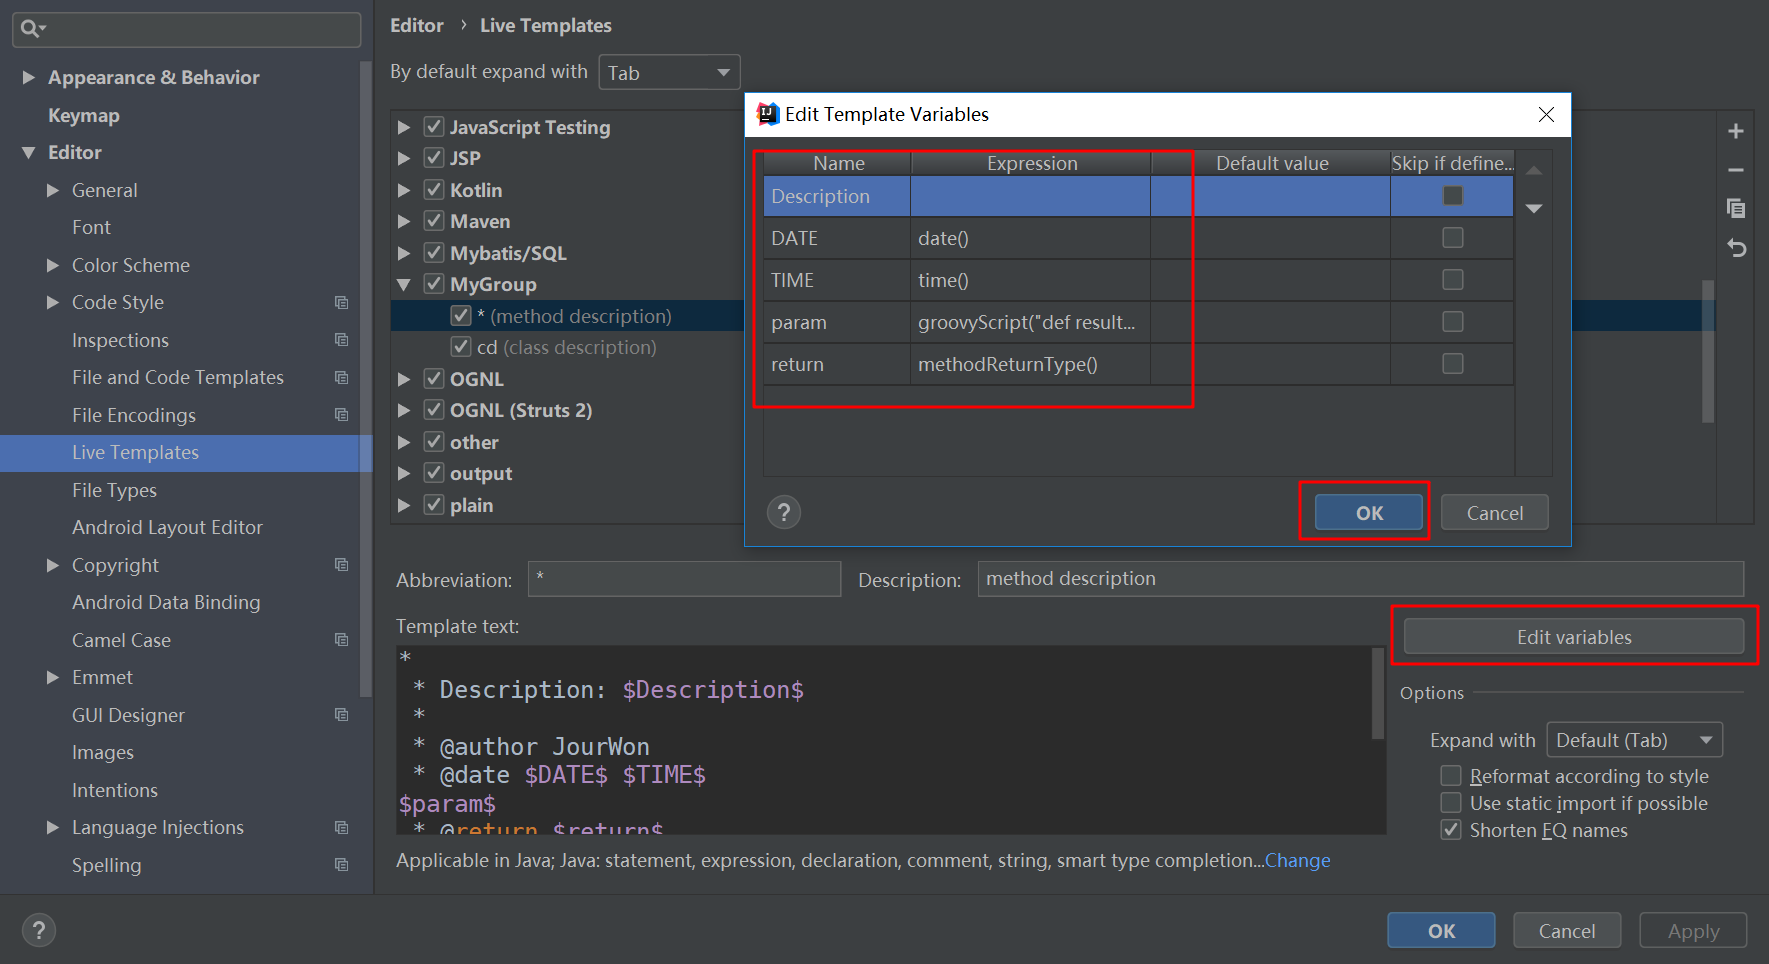 Appearance & Behavior
Keymap
Editor
General
Font
Color Scheme
Code Style
Inspections
File and Code Templates
File Encodings
Live Templates
File Types
Android Layout Editor
Copyright
Android Data Binding
Camel Case
Emmet
GUI Designer
Images
Intentions
Language Injections
Spelling
Editor › Live Templates
By default expand with Tab
JavaScript Testing
JSP
Kotlin
Maven
Mybatis/SQL
MyGroup
* (method description)
cd (class description)
OGNL
OGNL (Struts 2)
other
output
plain
Edit Template Variables
Name Expression Default value Skip if define...
Description
DATE date()
TIME time()
param groovyScript("def result...
return methodReturnType()
? OK Cancel
Abbreviation: * Description: method description
Template text:
*
* Description: $Description$
*
* @author JourWon
* @date $DATE$ $TIME$
$param$
* @return $return$
Edit variables
Options
Expand with Default (Tab)
Reformat according to style
Use static import if possible
Shorten FQ names
Applicable in Java; Java: statement, expression, declaration, comment, string, smart type completion...Change
? OK Cancel Apply